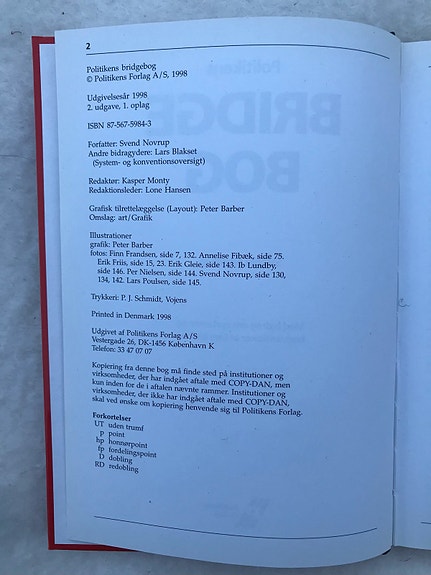 2
Politikens bridgebog
© Politikens Forlag A/S, 1998
Udgivelsesår 1998
2. udgave, 1. oplag
ISBN 87-567-5984-3
Forfatter: Svend Novrup
Andre bidragydere: Lars Blakset
(System- og konventionsoversigt)
Redaktør: Kasper Monty
Redaktionsleder: Lone Hansen
Grafisk tilrettelæggelse (Layout): Peter Barber
Omslag: art/Grafik
Illustrationer
grafik: Peter Barber
fotos: Finn Frandsen, side 7, 132. Annelise Fibæk, side 75.
Erik Friis, side 15, 23. Erik Gleie, side 143. Ib Lundby,
side 146. Per Nielsen, side 144. Svend Novrup, side 130,
134, 142. Lars Poulsen, side 145.
Trykkeri: P. J. Schmidt, Vojens
Printed in Denmark 1998
Udgivet af Politikens Forlag A/S
Vestergade 26, DK-1456 København K
Telefon: 33 47 07 07
Kopiering fra denne bog må finde sted på institutioner og
virksomheder, der har indgået aftale med COPY-DAN, men
kun inden for de i aftalen nævnte rammer. Institutioner og
virksomheder, der ikke har indgået aftale med COPY-DAN,
skal ved ønske om kopiering henvende sig til Politikens Forlag.
Forkortelser
UT uden trumf
p point
hp honnørpoint
fp fordelingspoint
D dobling
RD redobling